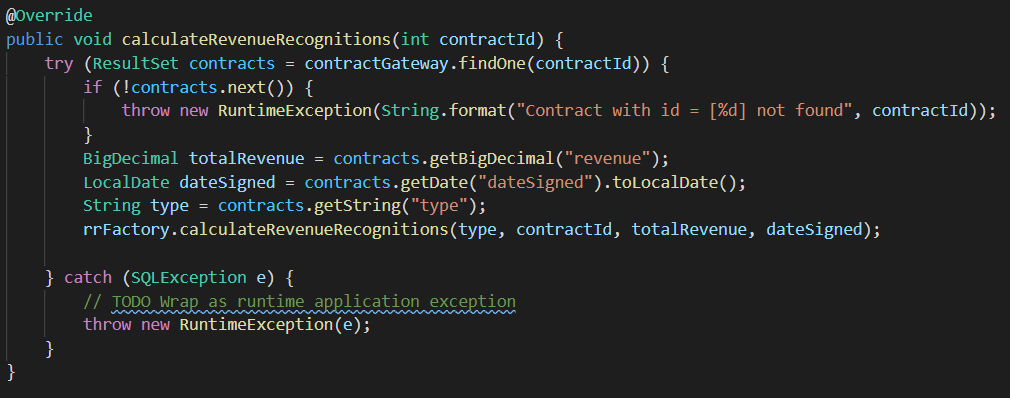 @Override
public void calculateRevenueRecognitions(int contractId) {
    try (ResultSet contracts = contractGateway.findOne(contractId)) {
        if (!contracts.next()) {
            throw new RuntimeException(String.format("Contract with id = [%d] not found", contractId));
        }
        BigDecimal totalRevenue = contracts.getBigDecimal("revenue");
        LocalDate dateSigned = contracts.getDate("dateSigned").toLocalDate();
        String type = contracts.getString("type");
        rrFactory.calculateRevenueRecognitions(type, contractId, totalRevenue, dateSigned);

    } catch (SQLException e) {
        // TODO Wrap as runtime application exception
        throw new RuntimeException(e);
    }
}